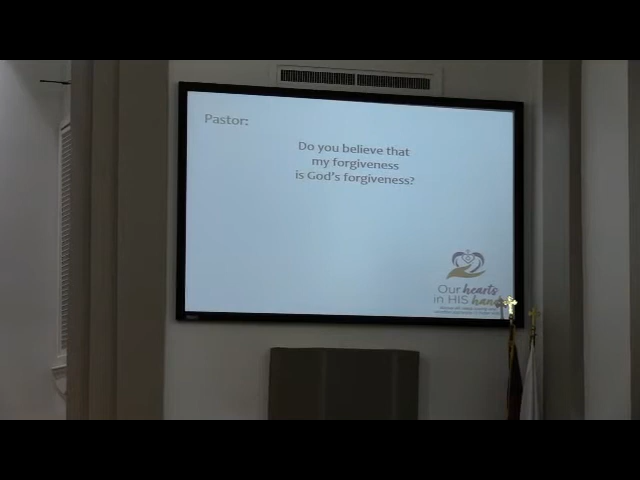 Pastor:
Do you believe that
my forgiveness
is God's forgiveness?
Our hearts
in HIS hands